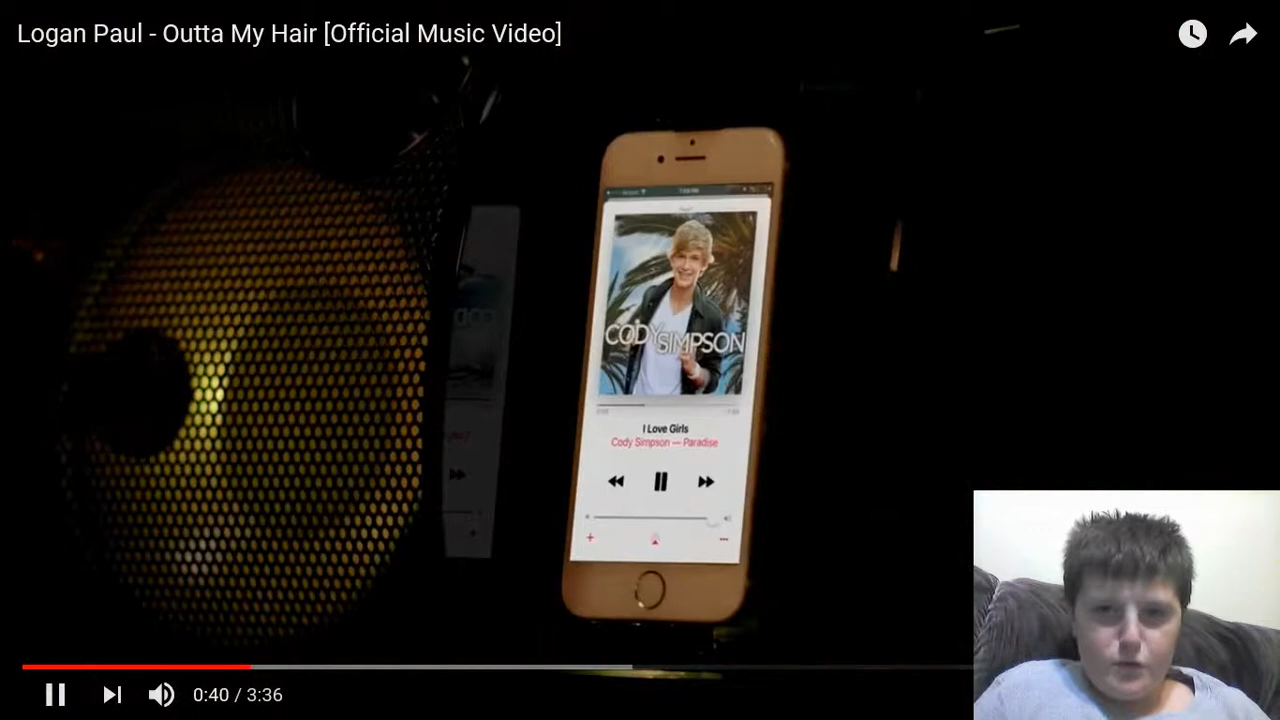 Logan Paul - Outta My Hair [Official Music Video]
CODY SIMPSON
I Love Girls
Cody Simpson — Paradise
0:40 / 3:36